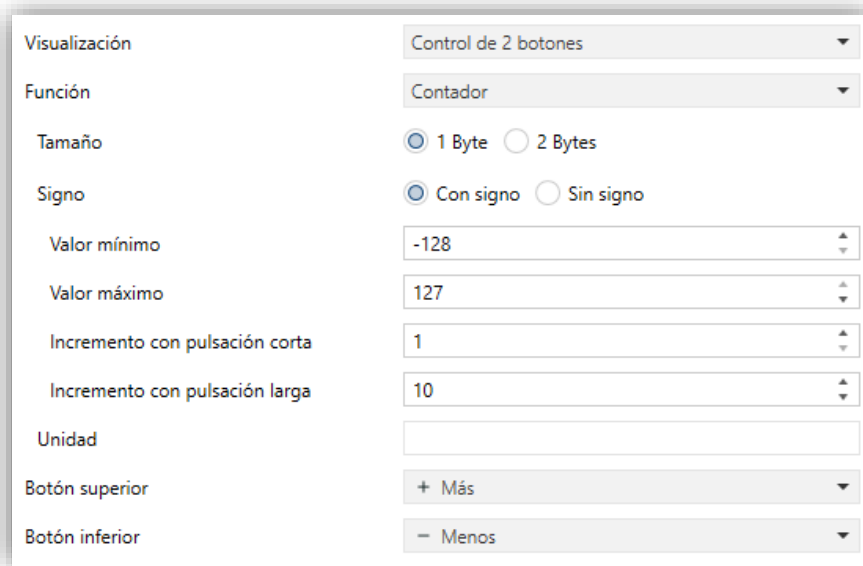 Visualización Control de 2 botones
Función Contador
Tamaño 1 Byte 2 Bytes
Signo Con signo Sin signo
Valor mínimo -128
Valor máximo 127
Incremento con pulsación corta 1
Incremento con pulsación larga 10
Unidad
Botón superior + Más
Botón inferior − Menos